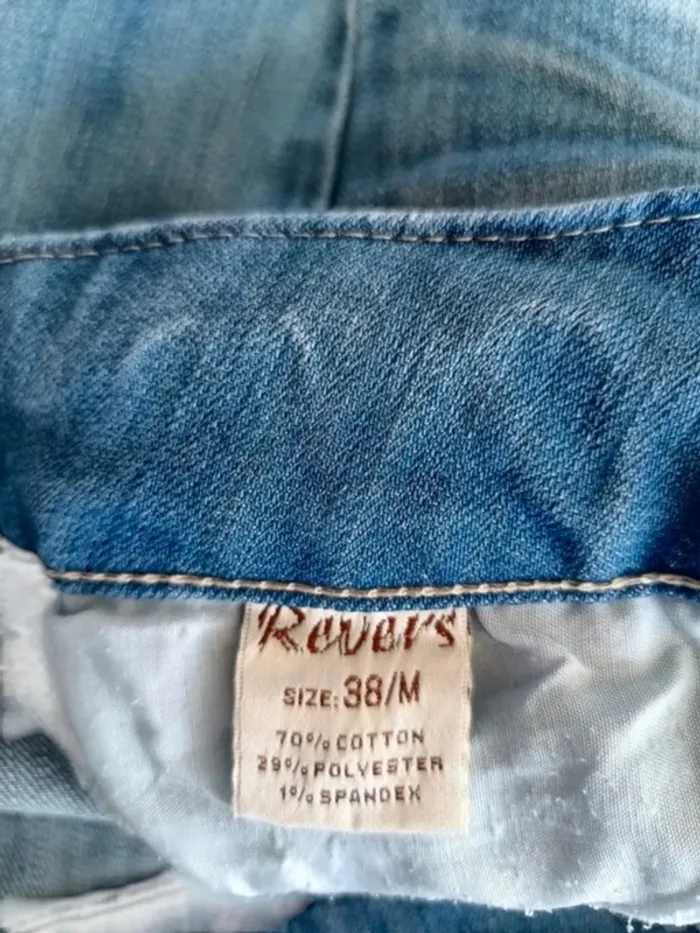 Revers
SIZE: 38/M
70% COTTON
29% POLYESTER
1% SPANDEX